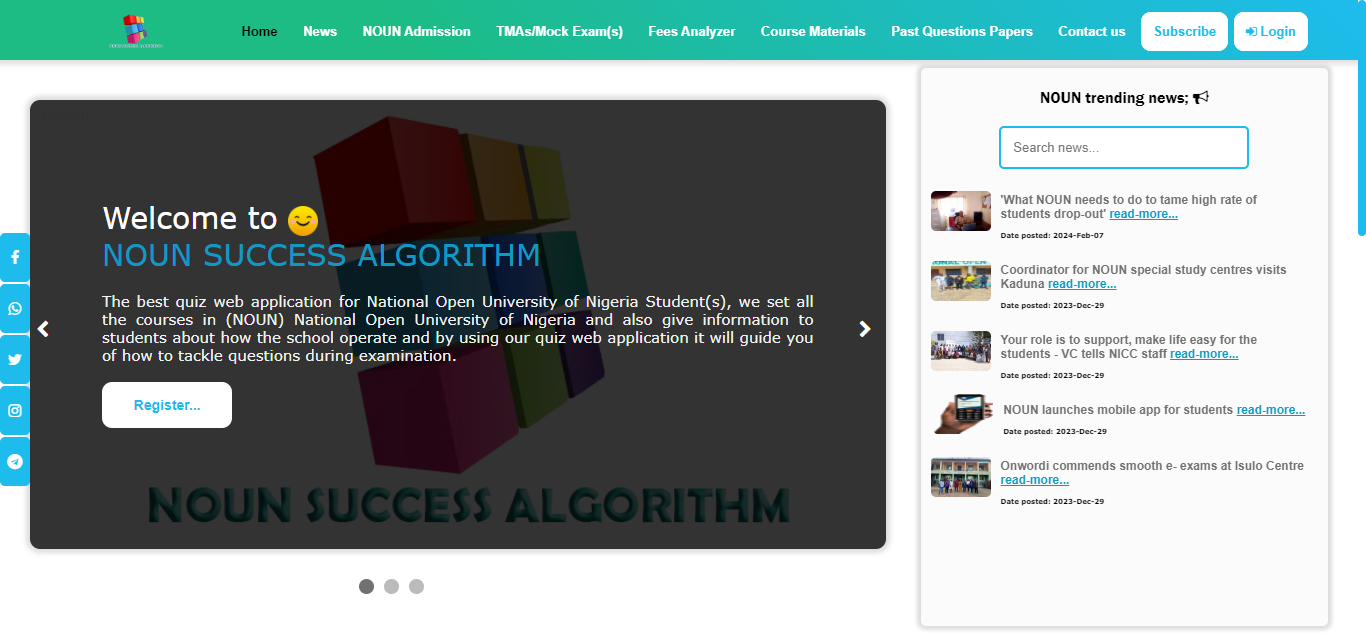 Home News NOUN Admission TMAs/Mock Exam(s) Fees Analyzer Course Materials Past Questions Papers Contact us Subscribe Login
Welcome to
NOUN SUCCESS ALGORITHM
The best quiz web application for National Open University of Nigeria Student(s), we set all
the courses in (NOUN) National Open University of Nigeria and also give information to
students about how the school operate and by using our quiz web application it will guide you
of how to tackle questions during examination.
Register...
NOUN SUCCESS ALGORITHM
NOUN trending news;
Search news...
'What NOUN needs to do to tame high rate of
students drop-out' read-more...
Date posted: 2024-Feb-07
Coordinator for NOUN special study centres visits
Kaduna read-more...
Date posted: 2023-Dec-29
Your role is to support, make life easy for the
students - VC tells NICC staff read-more...
Date posted: 2023-Dec-29
NOUN launches mobile app for students read-more...
Date posted: 2023-Dec-29
Onwordi commends smooth e- exams at Isulo Centre
read-more...
Date posted: 2023-Dec-29